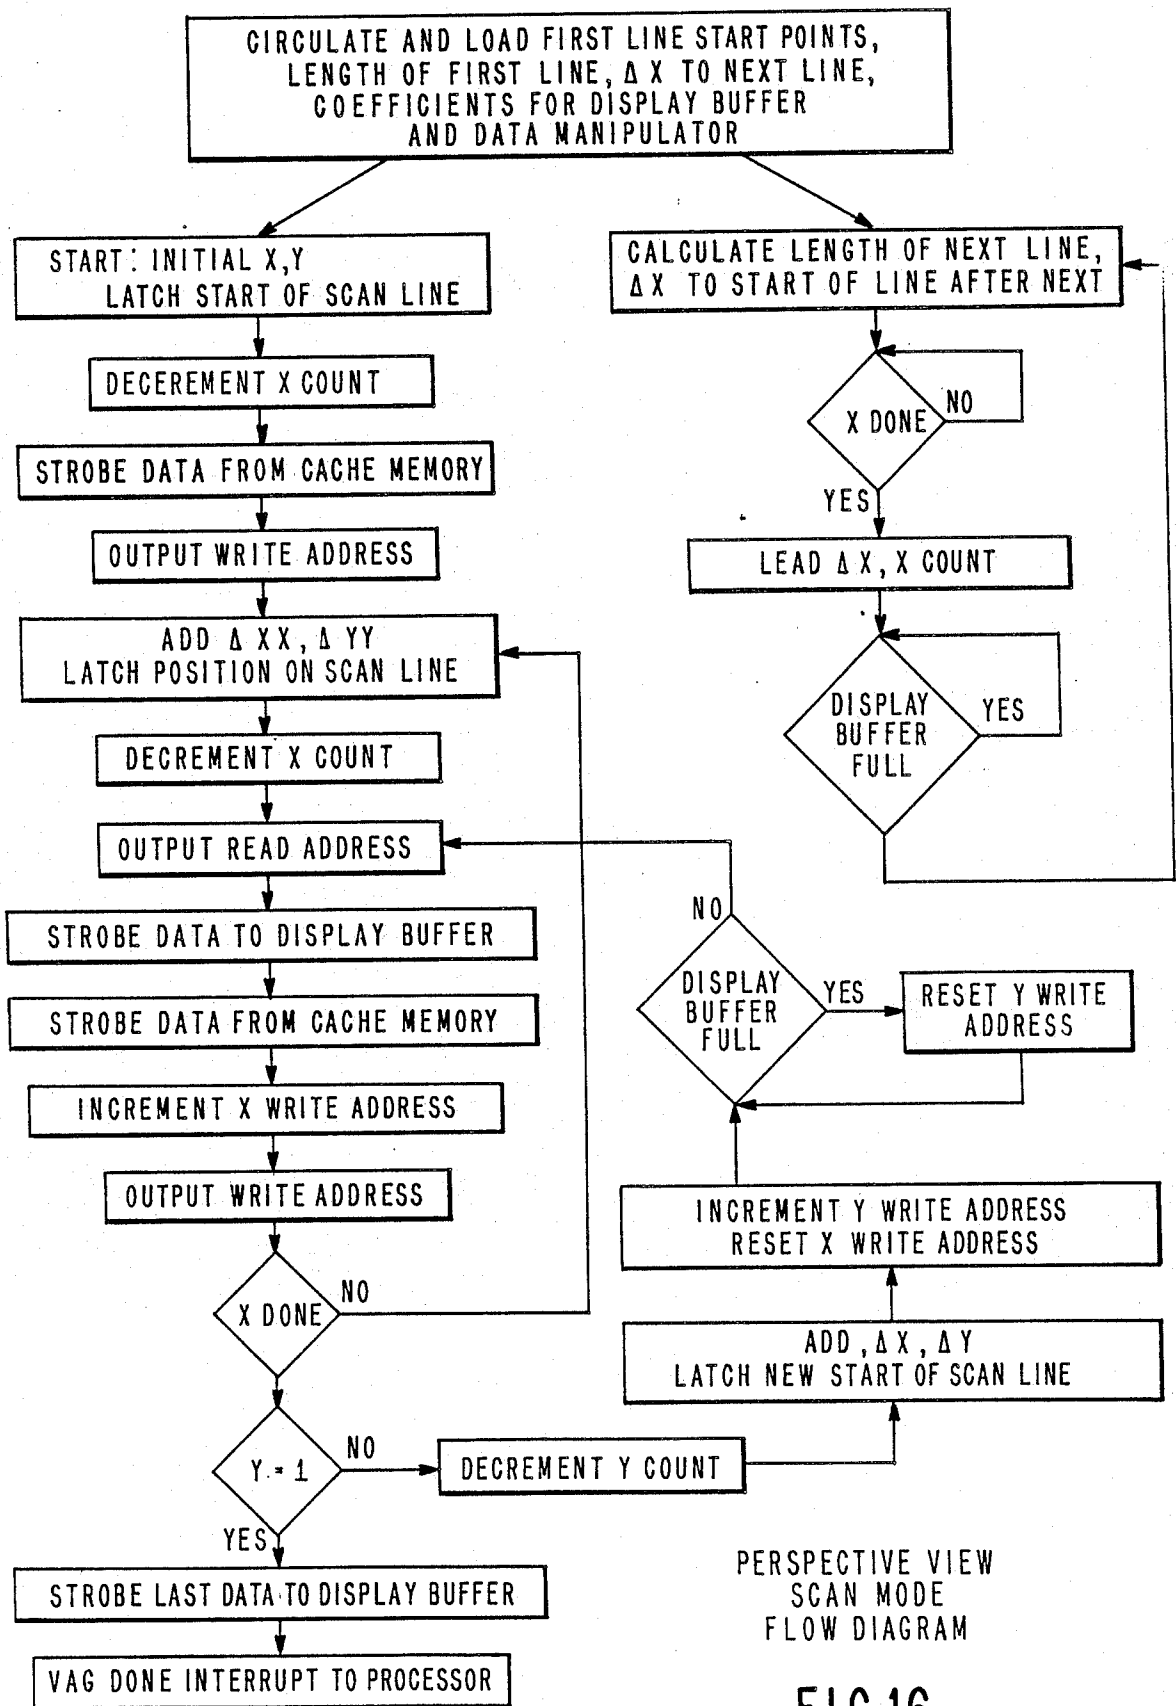 CIRCULATE AND LOAD FIRST LINE START POINTS,
LENGTH OF FIRST LINE, Δ X TO NEXT LINE,
COEFFICIENTS FOR DISPLAY BUFFER
AND DATA MANIPULATOR
START: INITIAL X,Y
LATCH START OF SCAN LINE
DECEREMENT X COUNT
STROBE DATA FROM CACHE MEMORY
OUTPUT WRITE ADDRESS
ADD Δ XX, Δ YY
LATCH POSITION ON SCAN LINE
DECREMENT X COUNT
OUTPUT READ ADDRESS
STROBE DATA TO DISPLAY BUFFER
STROBE DATA FROM CACHE MEMORY
INCREMENT X WRITE ADDRESS
OUTPUT WRITE ADDRESS
X DONE
NO
Y = 1
NO
YES
DECREMENT Y COUNT
STROBE LAST DATA TO DISPLAY BUFFER
VAG DONE INTERRUPT TO PROCESSOR
CALCULATE LENGTH OF NEXT LINE,
Δ X TO START OF LINE AFTER NEXT
X DONE
NO
YES
LEAD Δ X, X COUNT
DISPLAY
BUFFER
FULL
YES
NO
DISPLAY
BUFFER
FULL
YES
RESET Y WRITE
ADDRESS
INCREMENT Y WRITE ADDRESS
RESET X WRITE ADDRESS
ADD ,Δ X, Δ Y
LATCH NEW START OF SCAN LINE
PERSPECTIVE VIEW
SCAN MODE
FLOW DIAGRAM
FIG.16